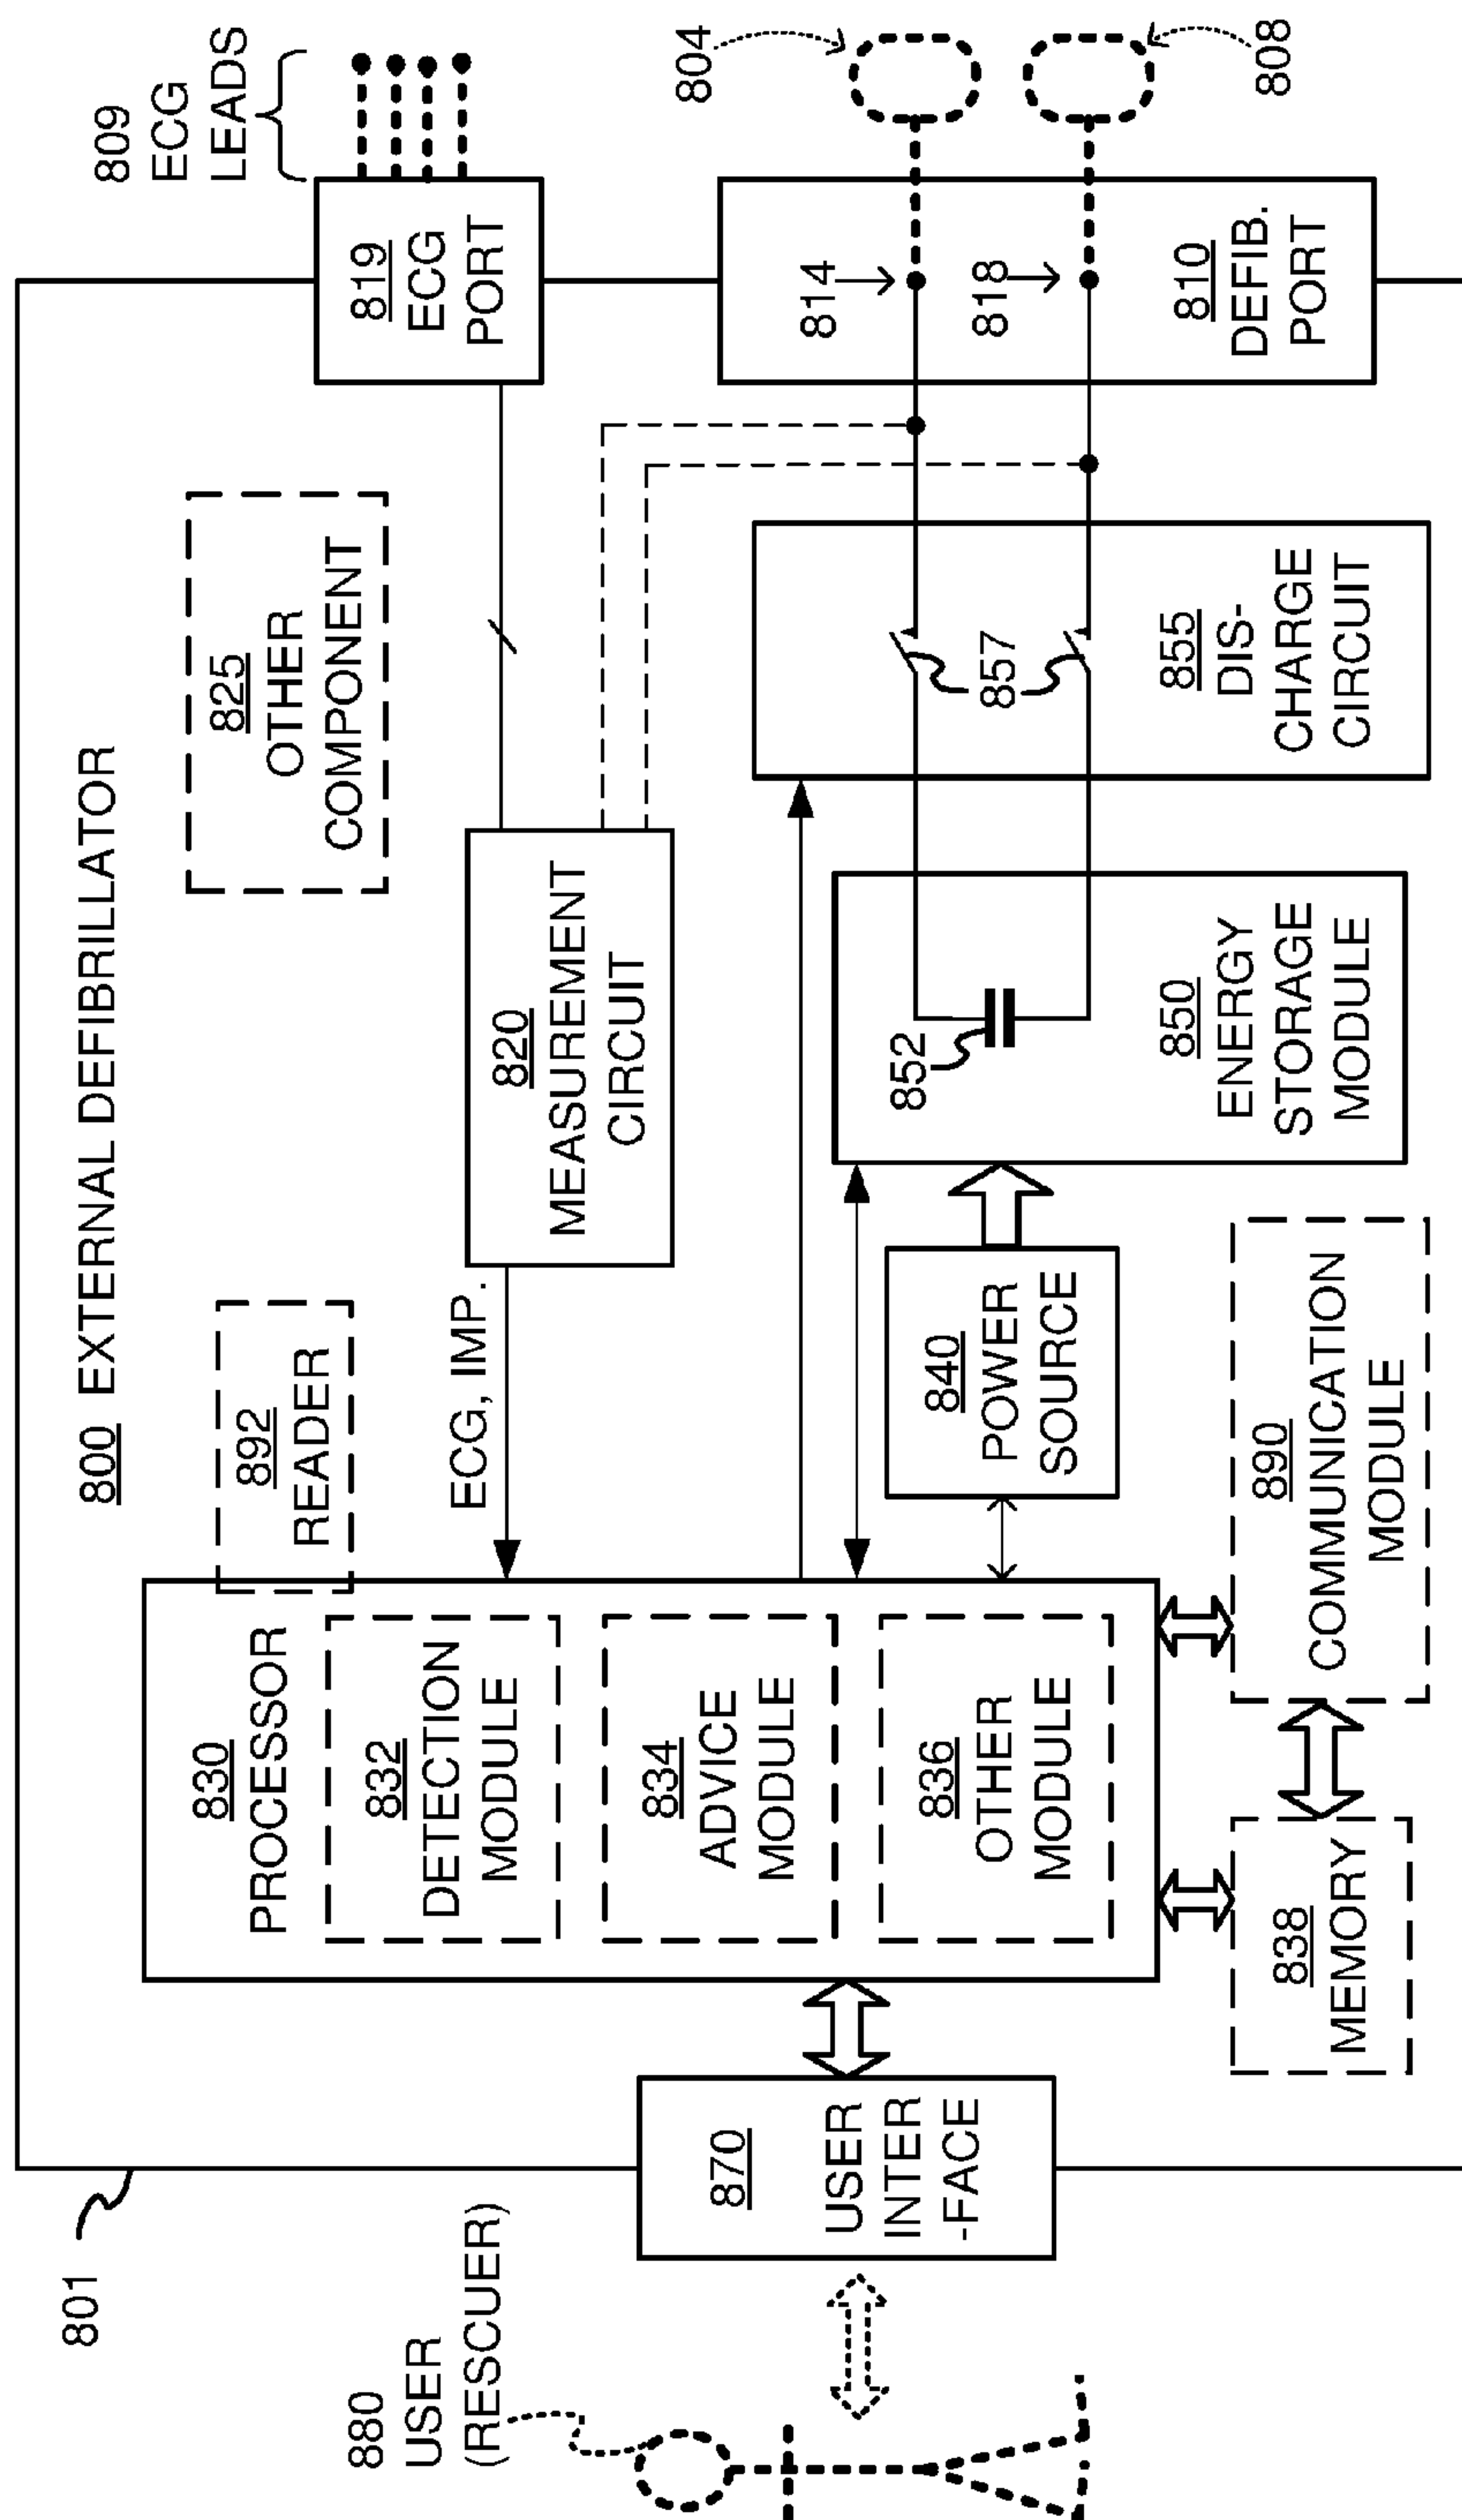 801
800 EXTERNAL DEFIBRILLATOR
809
ECG
LEADS
880
USER
(RESCUER)
830
PROCESSOR
832
DETECTION
MODULE
834
ADVICE
MODULE
836
OTHER
MODULE
892
READER
ECG, IMP.
820
MEASUREMENT
CIRCUIT
825
OTHER
COMPONENT
819
ECG
PORT
804
808
814
818
810
DEFIB.
PORT
857
855
DIS-
CHARGE
CIRCUIT
852
850
ENERGY
STORAGE
MODULE
840
POWER
SOURCE
870
USER
INTER
-FACE
838
MEMORY
890
COMMUNICATION
MODULE